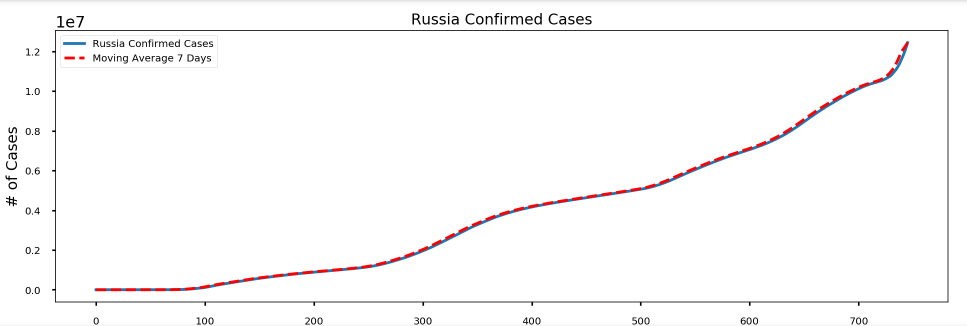 Russia Confirmed Cases
1e7
Russia Confirmed Cases
Moving Average 7 Days
# of Cases
1.2
1.0
0.8
0.6
0.4
0.2
0.0
0 100 200 300 400 500 600 700